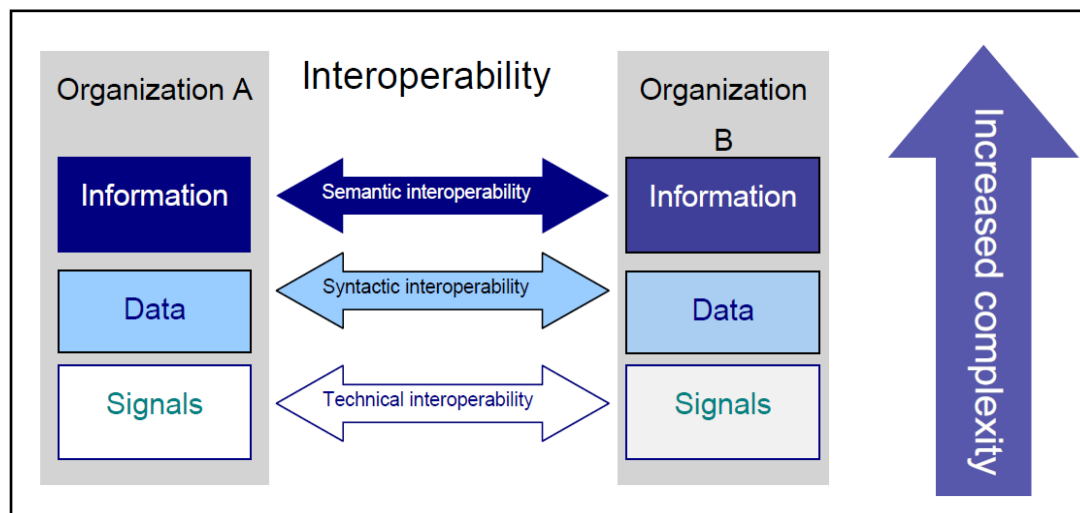 Interoperability
Organization A
Organization
B
Information
Semantic interoperability
Information
Data
Syntactic interoperability
Data
Signals
Technical interoperability
Signals
Increased complexity